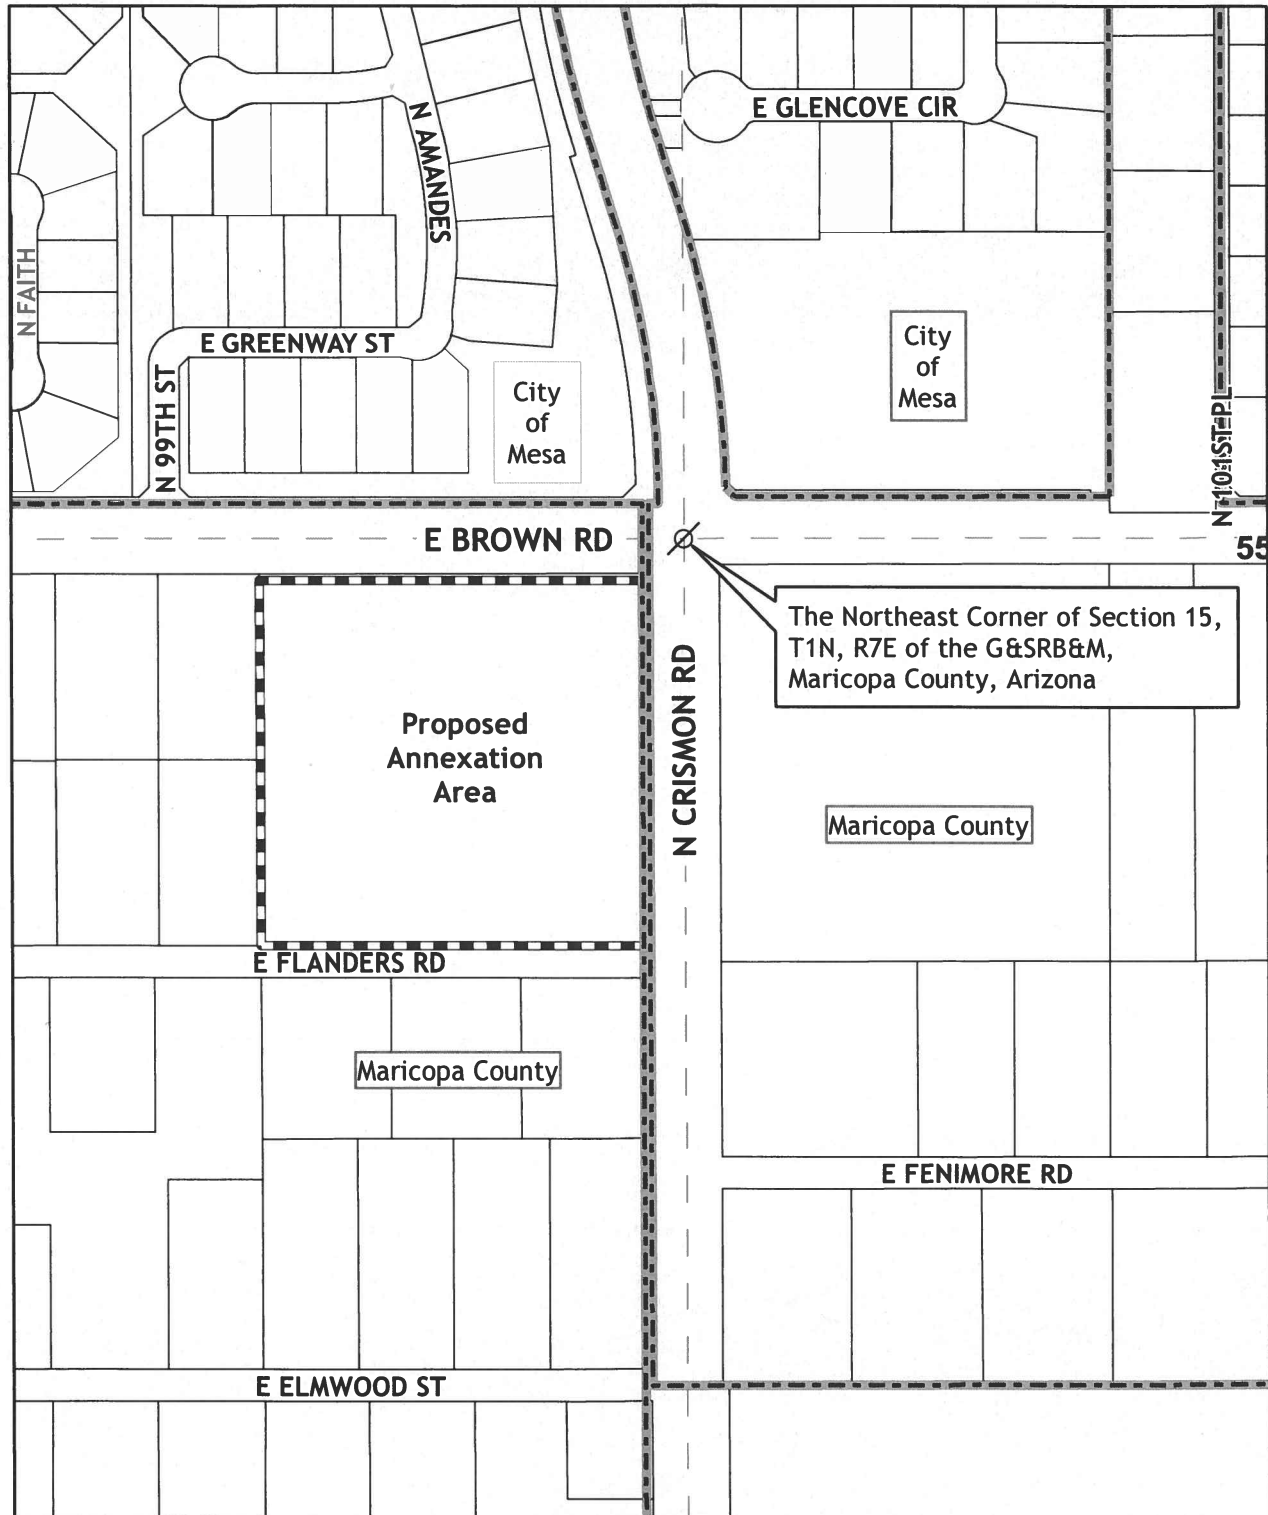 E GLENCOVE CIR
N AMANDES
N FAITH
E GREENWAY ST
City
of
Mesa
City
of
Mesa
N 99TH ST
N 101ST PL
E BROWN RD
55
The Northeast Corner of Section 15,
T1N, R7E of the G&SRB&M,
Maricopa County, Arizona
N CRISMON RD
Proposed
Annexation
Area
Maricopa County
E FLANDERS RD
Maricopa County
E FENIMORE RD
E ELMWOOD ST